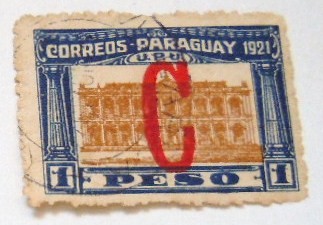 CORREOS-PARAGUAY 1921
U.P.U.
C
1 PESO 1